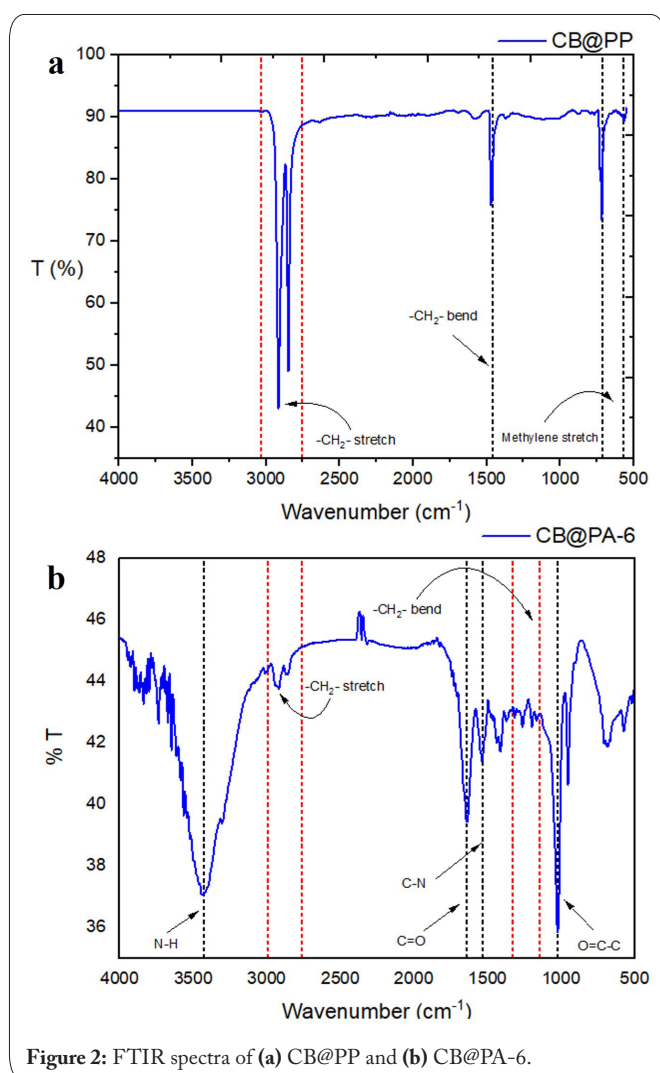 a
CB@PP
100
90
80
70
60
50
40
T (%)
-CH₂- bend
-CH₂- stretch
Methylene stretch
4000 3500 3000 2500 2000 1500 1000 500
Wavenumber (cm⁻¹)
b
CB@PA-6
48
46
44
42
40
38
36
% T
-CH₂- bend
-CH₂- stretch
C-N
N-H
C=O
O=C-C
4000 3500 3000 2500 2000 1500 1000 500
Wavenumber (cm⁻¹)
Figure 2: FTIR spectra of (a) CB@PP and (b) CB@PA-6.